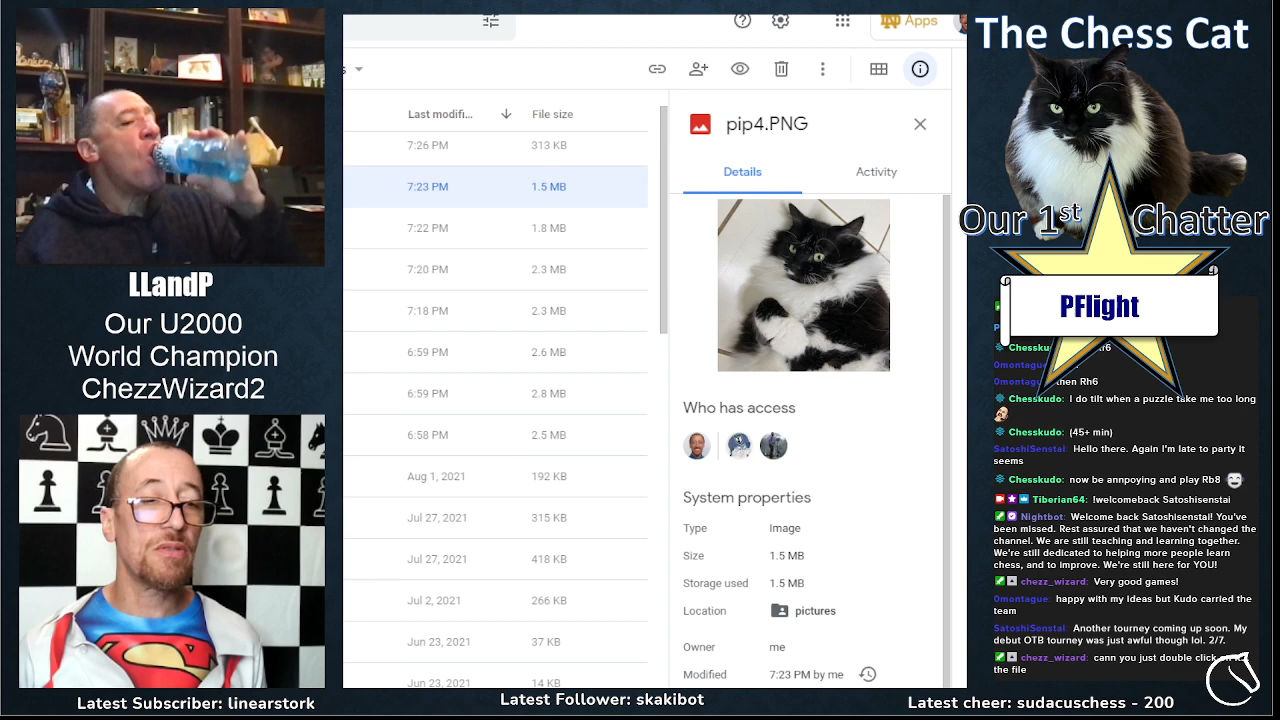 LLandP
Our U2000
World Champion
ChezzWizard2
Latest Subscriber: linearstork
Apps
Last modifi...
File size
7:26 PM
313 KB
7:23 PM
1.5 MB
7:22 PM
1.8 MB
7:20 PM
2.3 MB
7:18 PM
2.3 MB
6:59 PM
2.6 MB
6:59 PM
2.8 MB
6:58 PM
2.5 MB
Aug 1, 2021
192 KB
Jul 27, 2021
315 KB
Jul 27, 2021
418 KB
Jul 2, 2021
266 KB
Jun 23, 2021
37 KB
Jun 23, 2021
14 KB
pip4.PNG
Details
Activity
Who has access
System properties
Type
Image
Size
1.5 MB
Storage used
1.5 MB
Location
pictures
Owner
me
Modified
7:23 PM by me
Latest Follower: skakibot
The Chess Cat
Our 1st Chatter
PFlight
then Rh6
Chesskudo: I do tilt when a puzzle take me too long
Chesskudo: (45+ min)
SatoshiSenstai: Hello there. Again I'm late to party it
seems
Chesskudo: now be annpoying and play Rb8
Tiberian64: !welcomeback Satoshisenstai
Nightbot: Welcome back Satoshisenstai! You've
been missed. Rest assured that we haven't changed the
channel. We are still teaching and learning together.
We're still dedicated to helping more people learn
chess, and to improve. We're still here for YOU!
chezz_wizard: Very good games!
0montague: happy with my ideas but Kudo carried the
team
SatoshiSenstai: Another tourney coming up soon. My
debut OTB tourney was just awful though lol. 2/7.
chezz_wizard: cann you just double click
the file
Latest cheer: sudacuschess - 200